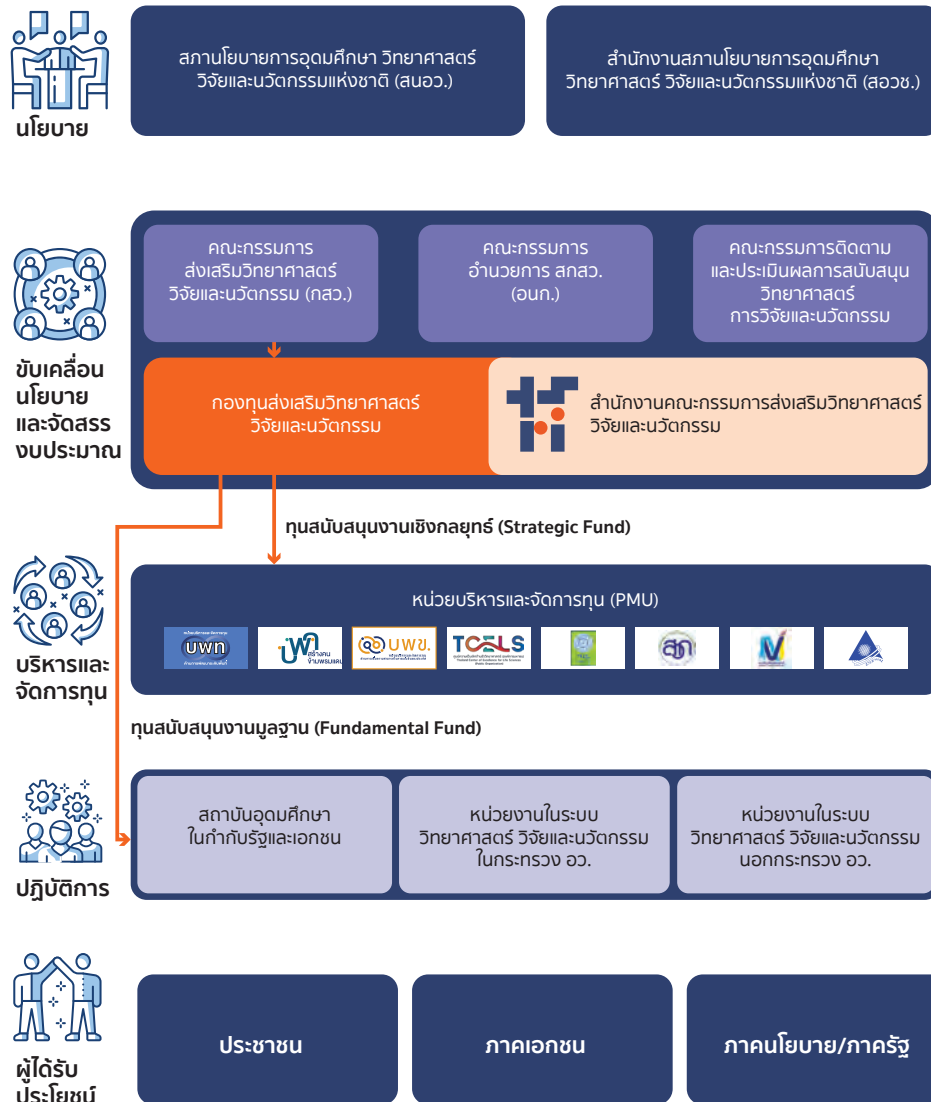 นโยบาย
สภานโยบายการอุดมศึกษา วิทยาศาสตร์
วิจัยและนวัตกรรมแห่งชาติ (สนอว.)
สำนักงานสภานโยบายการอุดมศึกษา
วิทยาศาสตร์ วิจัยและนวัตกรรมแห่งชาติ (สอวช.)
ขับเคลื่อน
นโยบาย
และจัดสรร
งบประมาณ
คณะกรรมการ
ส่งเสริมวิทยาศาสตร์
วิจัยและนวัตกรรม (กสว.)
คณะกรรมการ
อำนวยการ สกสว.
(อนก.)
คณะกรรมการติดตาม
และประเมินผลการสนับสนุน
วิทยาศาสตร์
การวิจัยและนวัตกรรม
กองทุนส่งเสริมวิทยาศาสตร์
วิจัยและนวัตกรรม
สำนักงานคณะกรรมการส่งเสริมวิทยาศาสตร์
วิจัยและนวัตกรรม
ทุนสนับสนุนงานเชิงกลยุทธ์ (Strategic Fund)
บริหารและ
จัดการทุน
หน่วยบริหารและจัดการทุน (PMU)
บพท
บพค
สร้างคน
ข้ามพรมแดน
บพข.
TCELS
ทุนสนับสนุนงานมูลฐาน (Fundamental Fund)
ปฏิบัติการ
สถาบันอุดมศึกษา
ในกำกับรัฐและเอกชน
หน่วยงานในระบบ
วิทยาศาสตร์ วิจัยและนวัตกรรม
ในกระทรวง อว.
หน่วยงานในระบบ
วิทยาศาสตร์ วิจัยและนวัตกรรม
นอกกระทรวง อว.
ผู้ได้รับ
ประโยชน์
ประชาชน
ภาคเอกชน
ภาคนโยบาย/ภาครัฐ